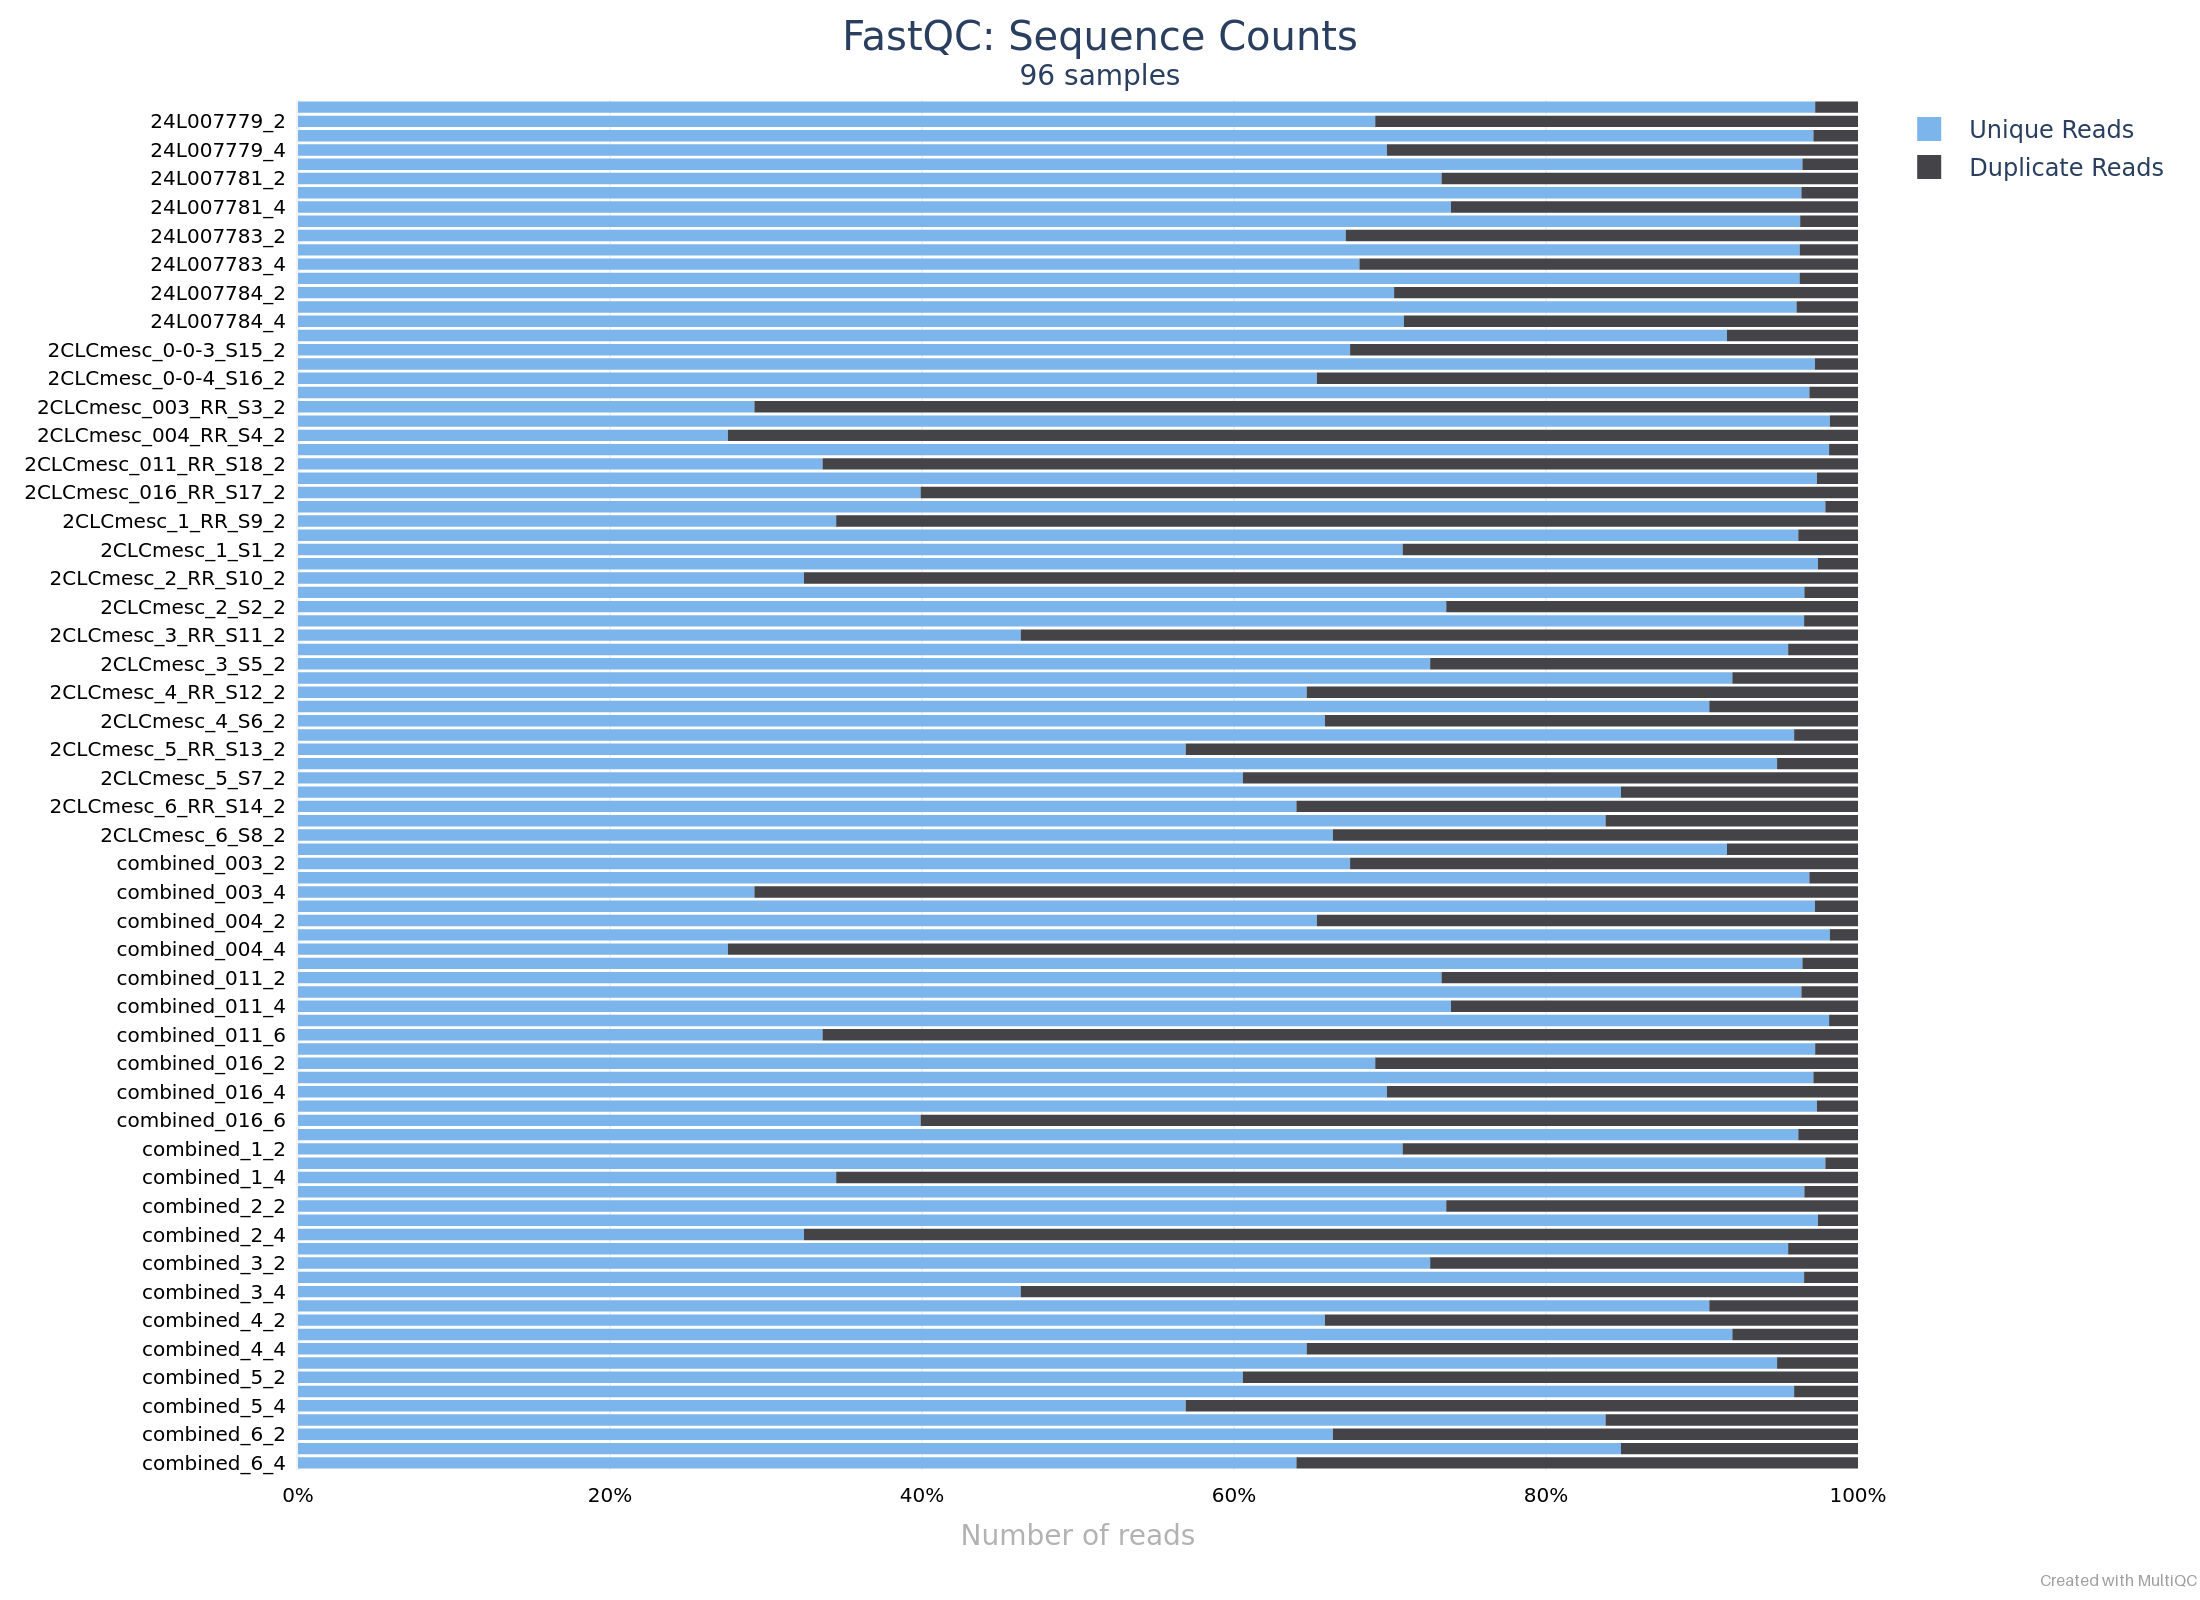 FastQC: Sequence Counts
96 samples
24L007779_2
24L007779_4
24L007781_2
24L007781_4
24L007783_2
24L007783_4
24L007784_2
24L007784_4
2CLCmesc_0-0-3_S15_2
2CLCmesc_0-0-4_S16_2
2CLCmesc_003_RR_S3_2
2CLCmesc_004_RR_S4_2
2CLCmesc_011_RR_S18_2
2CLCmesc_016_RR_S17_2
2CLCmesc_1_RR_S9_2
2CLCmesc_1_S1_2
2CLCmesc_2_RR_S10_2
2CLCmesc_2_S2_2
2CLCmesc_3_RR_S11_2
2CLCmesc_3_S5_2
2CLCmesc_4_RR_S12_2
2CLCmesc_4_S6_2
2CLCmesc_5_RR_S13_2
2CLCmesc_5_S7_2
2CLCmesc_6_RR_S14_2
2CLCmesc_6_S8_2
combined_003_2
combined_003_4
combined_004_2
combined_004_4
combined_011_2
combined_011_4
combined_011_6
combined_016_2
combined_016_4
combined_016_6
combined_1_2
combined_1_4
combined_2_2
combined_2_4
combined_3_2
combined_3_4
combined_4_2
combined_4_4
combined_5_2
combined_5_4
combined_6_2
combined_6_4
0% 20% 40% 60% 80% 100%
Number of reads
Unique Reads
Duplicate Reads
Created with MultiQC